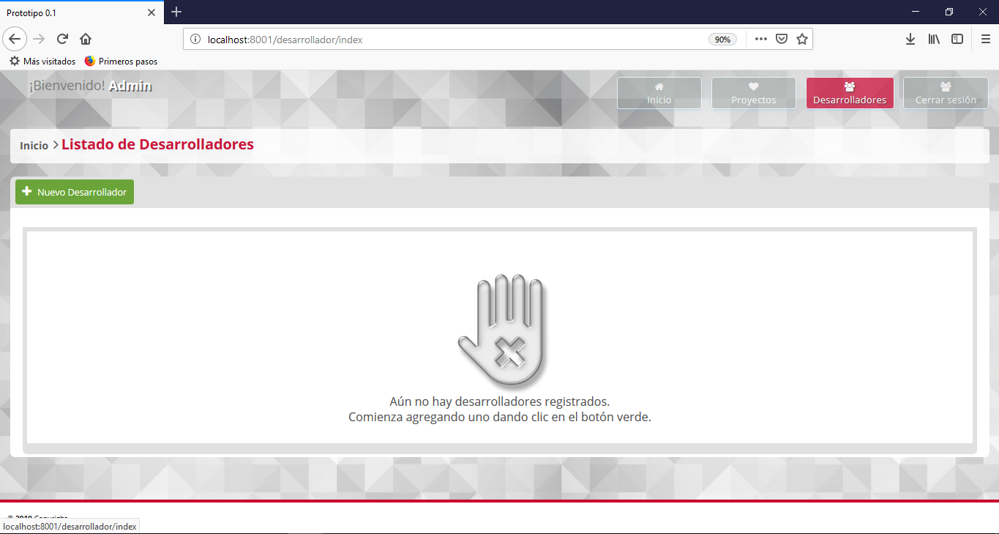 Prototipo 0.1
localhost:8001/desarrollador/index
90%
Más visitados
Primeros pasos
¡Bienvenido! Admin
Inicio
Proyectos
Desarrolladores
Cerrar sesión
Inicio > Listado de Desarrolladores
+ Nuevo Desarrollador
Aún no hay desarrolladores registrados.
Comienza agregando uno dando clic en el botón verde.
© 2019 Copyright
localhost:8001/desarrollador/index